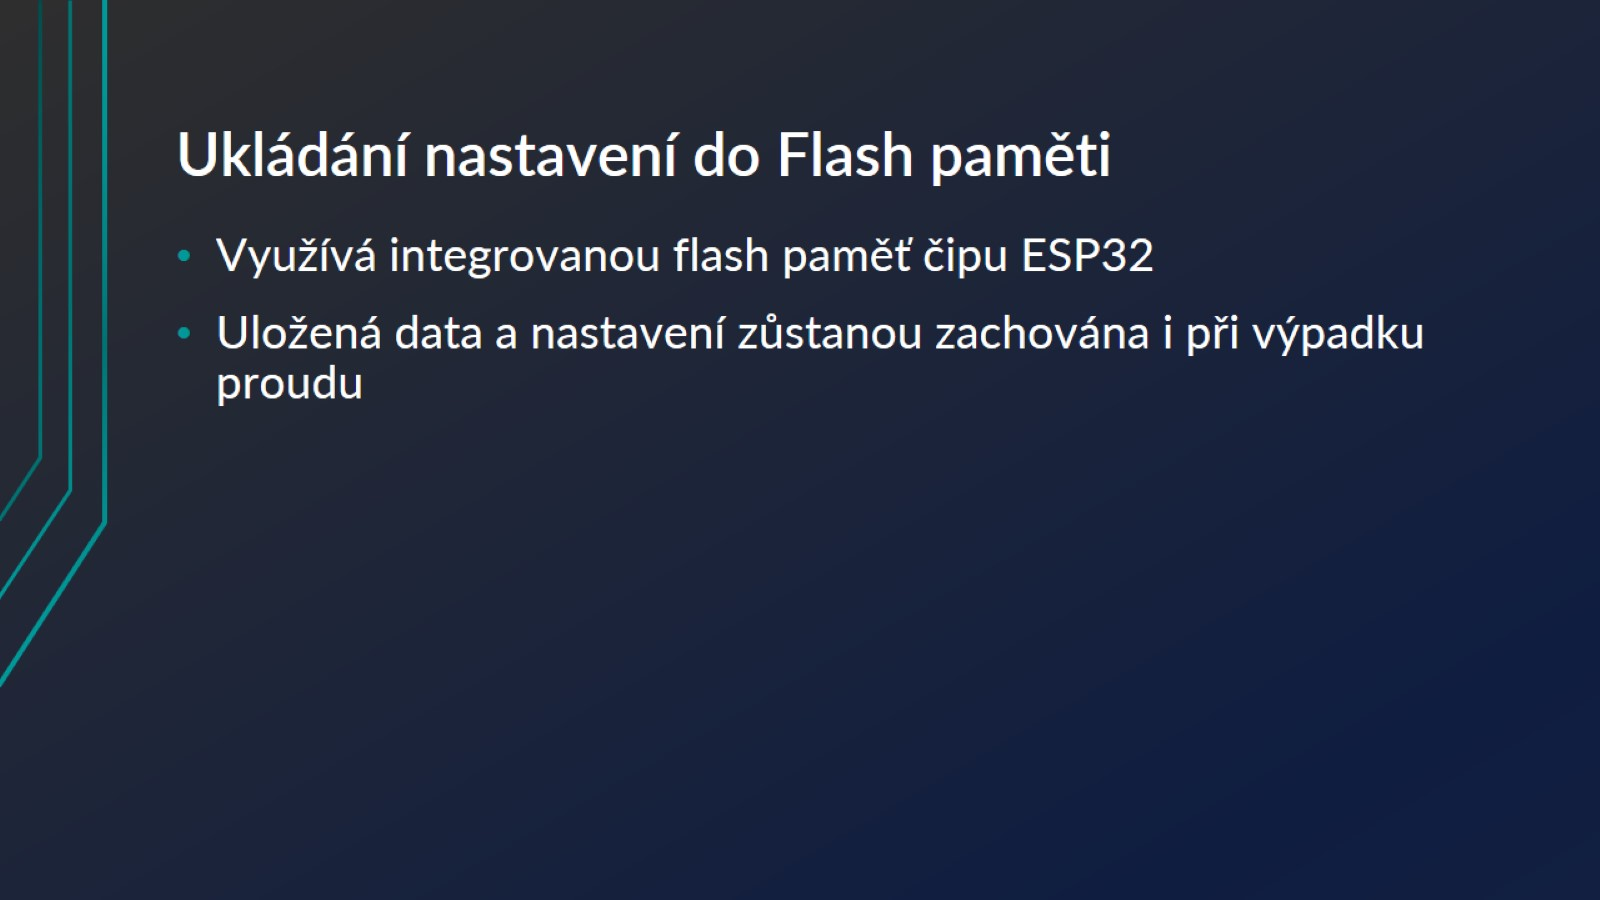 Ukládání nastavení do Flash paměti
• Využívá integrovanou flash paměť čipu ESP32
• Uložená data a nastavení zůstanou zachována i při výpadku
proudu